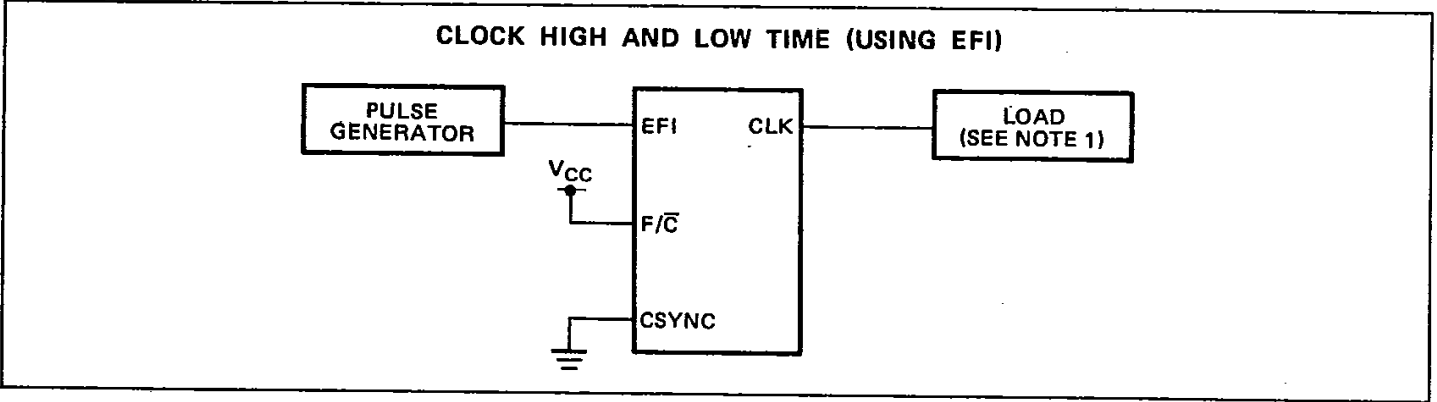 CLOCK HIGH AND LOW TIME (USING EFI)
PULSE
GENERATOR
EFI
CLK
LOAD
(SEE NOTE 1)
VCC
F/C̅
CSYNC